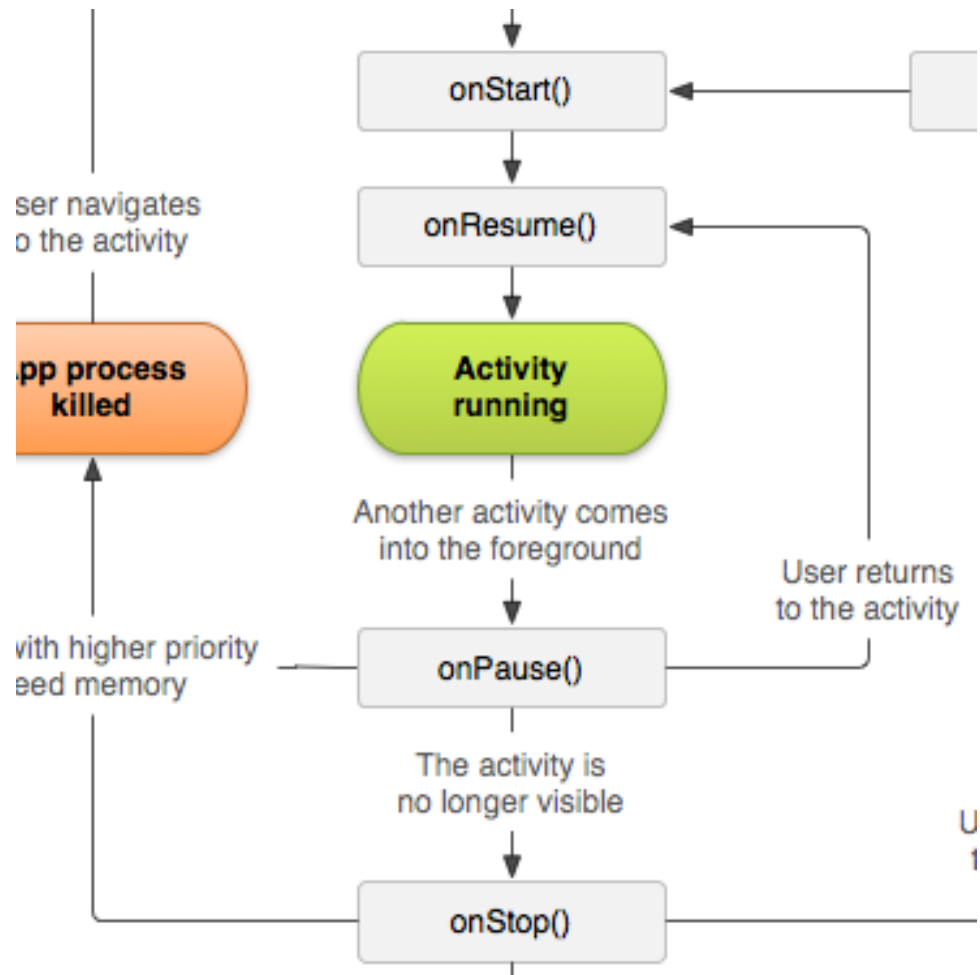 onStart()
ser navigates
o the activity
onResume()
pp process
killed
Activity
running
Another activity comes
into the foreground
User returns
to the activity
with higher priority
eed memory
onPause()
The activity is
no longer visible
U
t
onStop()